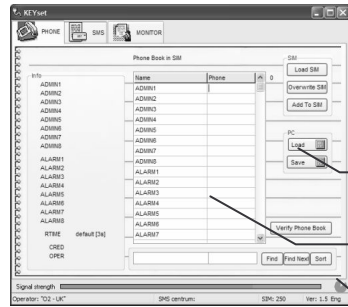 KEYset
PHONE SMS MONITOR
Phone Book in SIM
Info
ADMIN1
ADMIN2
ADMIN3
ADMIN4
ADMIN5
ADMIN6
ADMIN7
ADMIN8
ALARM1
ALARM2
ALARM3
ALARM4
ALARM5
ALARM6
ALARM7
ALARM8
RTIME default [3a]
CRED
OPER
Name Phone
ADMIN1
ADMIN2
ADMIN3
ADMIN4
ADMIN5
ADMIN6
ADMIN7
ADMIN8
ALARM1
ALARM2
ALARM3
ALARM4
ALARM5
ALARM6
ALARM7
0
SIM
Load SIM
Overwrite SIM
Add To SIM
PC
Load
Save
Verify Phone Book
Find Find Next Sort
Signal strength
Operator: "O2 - UK" SMS centrum: SIM: 250 Ver: 1.5 Eng